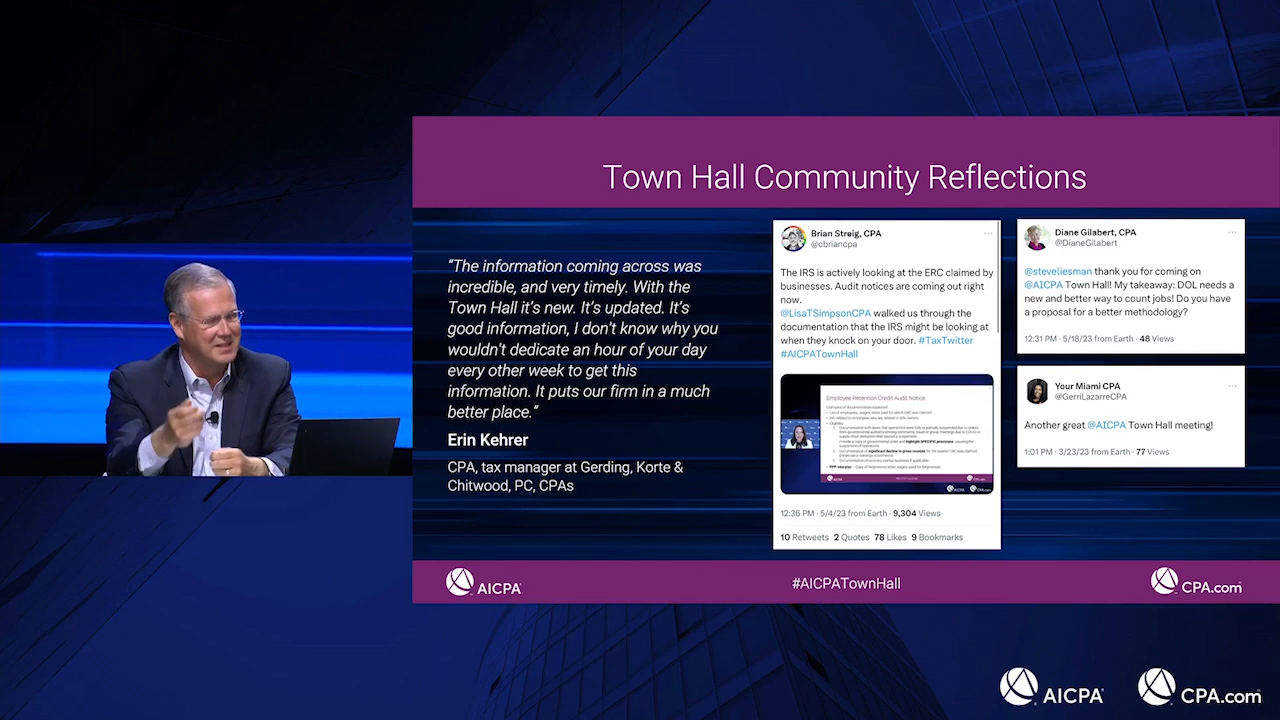 Town Hall Community Reflections
“The information coming across was
incredible, and very timely. With the
Town Hall it's new. It's updated. It's
good information, I don't know why you
wouldn't dedicate an hour of your day
every other week to get this
information. It puts our firm in a much
better place.”
Erin Kehrer
CPA, tax manager at Gerding, Korte &
Chitwood, PC, CPAs
Brian Streig, CPA
@cbriancpa
The IRS is actively looking at the ERC claimed by
businesses. Audit notices are coming out right
now.
@LisaTSimpsonCPA walked us through the
documentation that the IRS might be looking at
when they knock on your door. #TaxTwitter
#AICPATownHall
Employee Retention Credit Audit Notice
Examples of documentation requested
Eligibility
12:36 PM · 5/4/23 from Earth · 9,304 Views
10 Retweets 2 Quotes 78 Likes 9 Bookmarks
Diane Gilabert, CPA
@DianeGilabert
@steveliesman thank you for coming on
@AICPA Town Hall! My takeaway: DOL needs a
new and better way to count jobs! Do you have
a proposal for a better methodology?
12:31 PM · 5/18/23 from Earth · 48 Views
Your Miami CPA
@GerriLazarreCPA
Another great @AICPA Town Hall meeting!
1:01 PM · 3/23/23 from Earth · 77 Views
AICPA
#AICPATownHall
CPA.com
AICPA
CPA.com